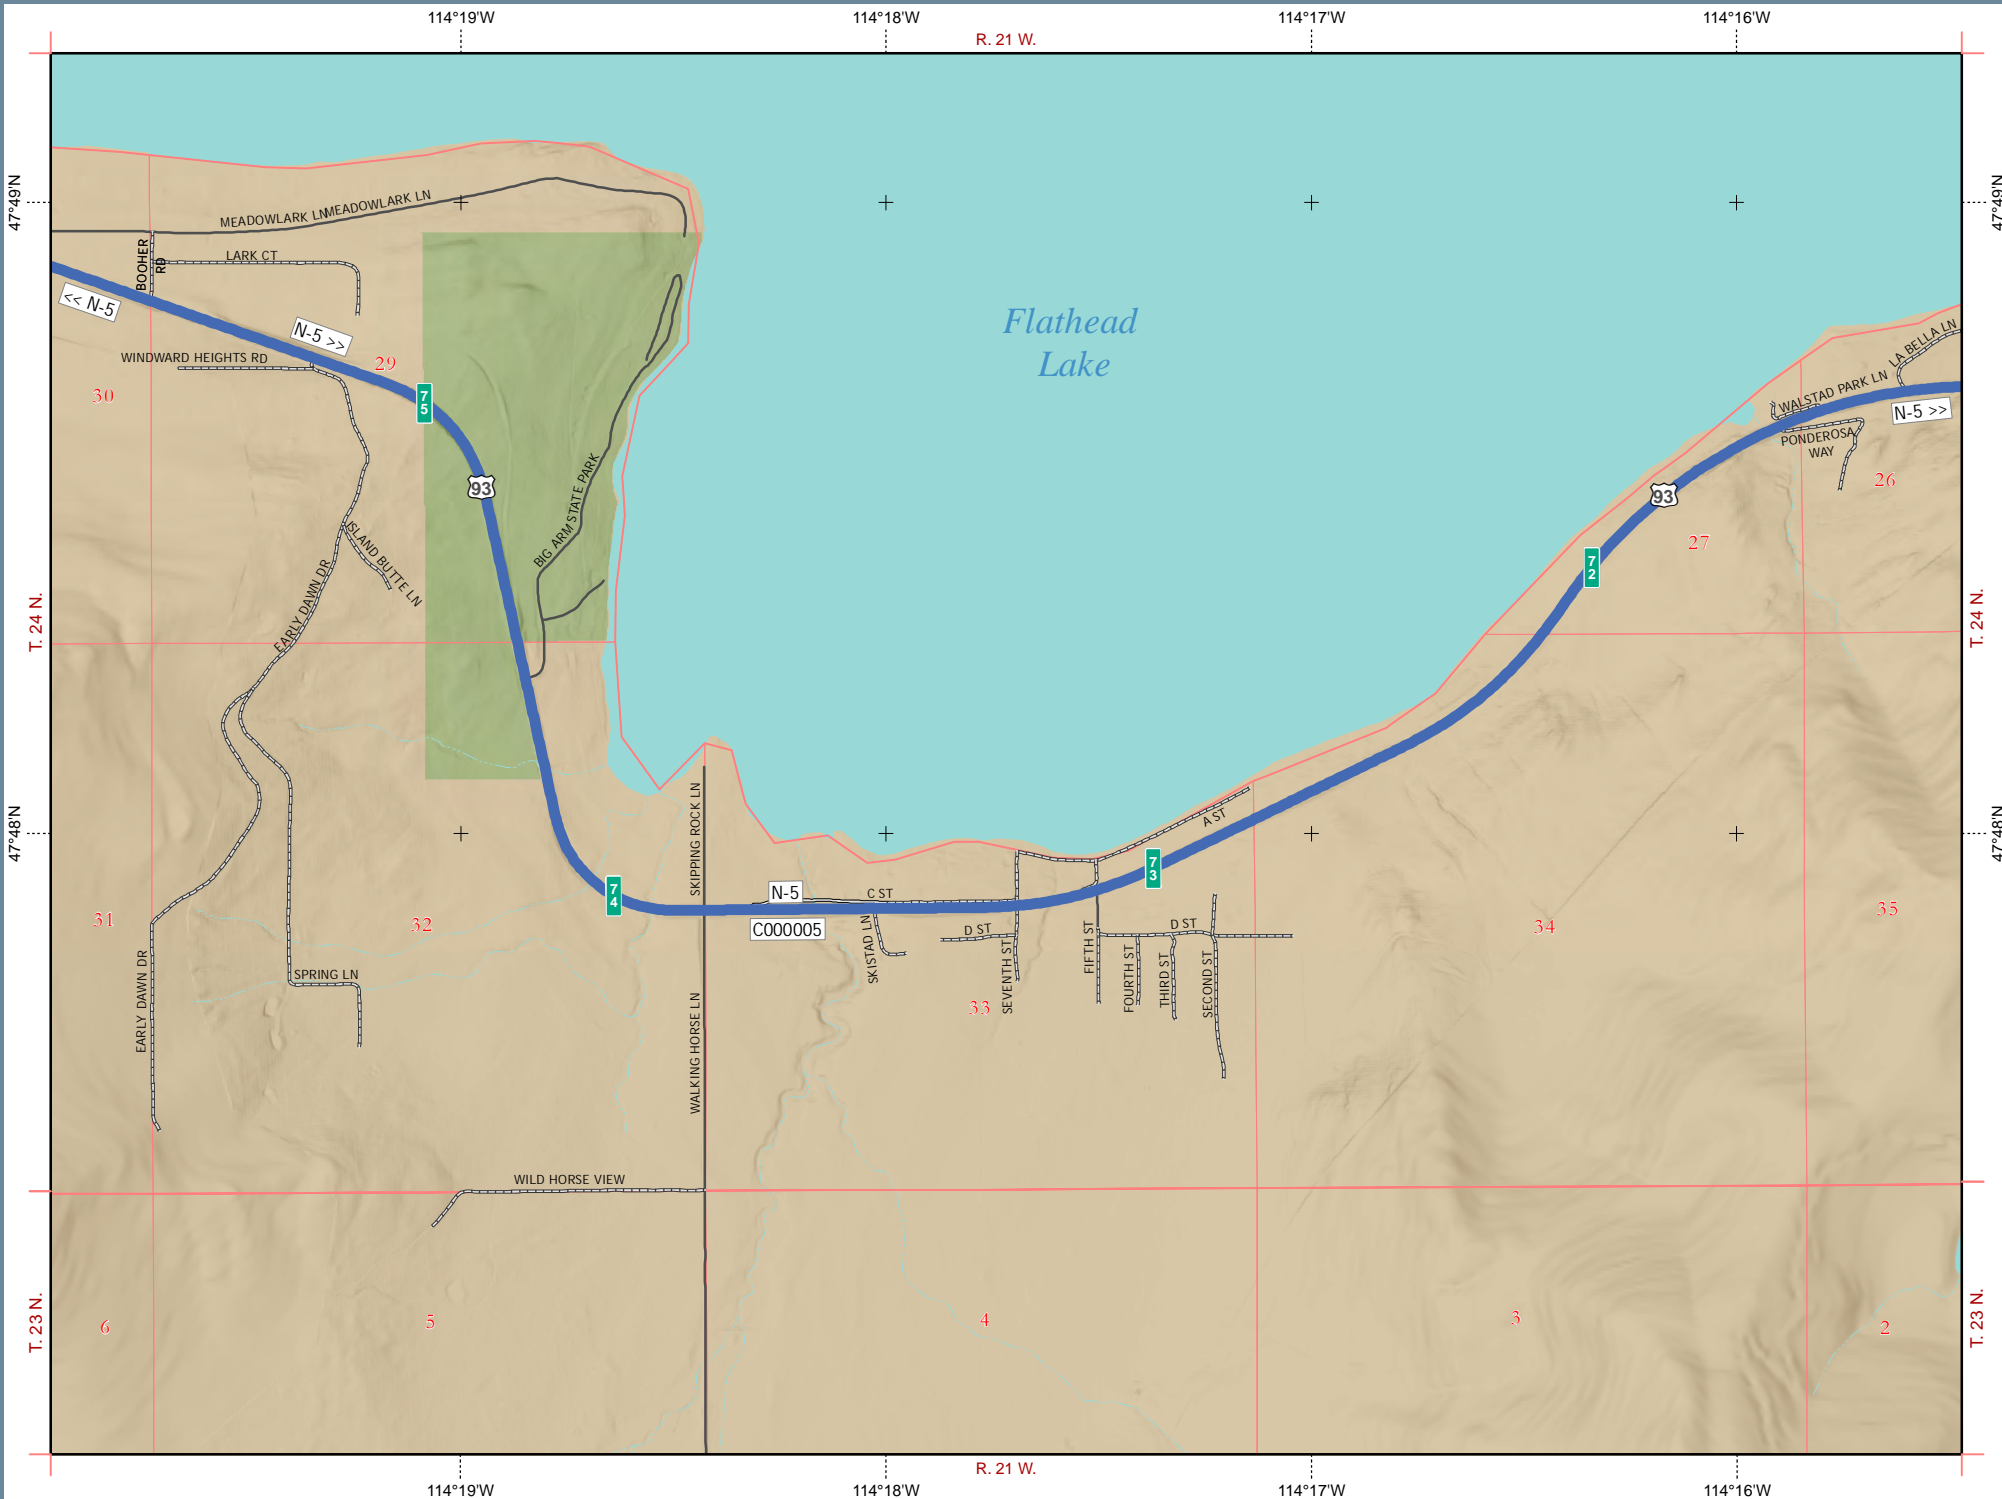 114°19'W
114°18'W
114°17'W
114°16'W
R. 21 W.
47°49'N
47°49'N
MEADOWLARK LN
MEADOWLARK LN
BOOHER
RD
LARK CT
<< N-5
N-5 >>
WINDWARD HEIGHTS RD
29
30
75
93
Flathead
Lake
LA BELLA LN
WALSTAD PARK LN
N-5 >>
PONDEROSA
WAY
26
93
27
72
BIG ARM STATE PARK
ISLAND BUTTE LN
EARLY DAWN DR
T. 24 N.
T. 24 N.
47°48'N
47°48'N
SKIPPING ROCK LN
A ST
73
74
N-5
C ST
C000005
31
32
34
35
SKISTAD LN
D ST
SEVENTH ST
FIFTH ST
D ST
FOURTH ST
THIRD ST
SECOND ST
33
SPRING LN
EARLY DAWN DR
WALKING HORSE LN
WILD HORSE VIEW
T. 23 N.
T. 23 N.
6
5
4
3
2
R. 21 W.
114°19'W
114°18'W
114°17'W
114°16'W